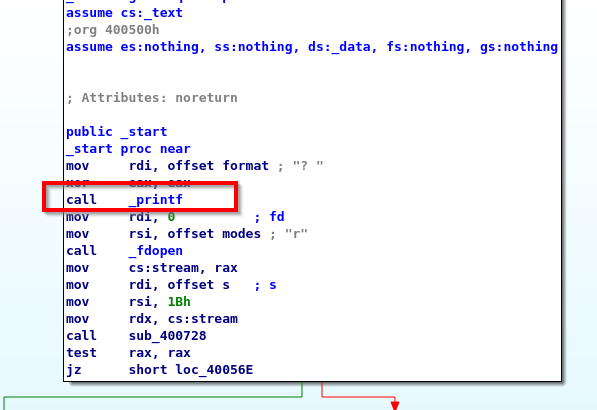 assume cs:_text
;org 400500h
assume es:nothing, ss:nothing, ds:_data, fs:nothing, gs:nothing
; Attributes: noreturn
public _start
_start proc near
mov rdi, offset format ; "? "
xor eax, eax
call _printf
mov rdi, 0 ; fd
mov rsi, offset modes ; "r"
call _fdopen
mov cs:stream, rax
mov rdi, offset s ; s
mov rsi, 1Bh
mov rdx, cs:stream
call sub_400728
test rax, rax
jz short loc_40056E